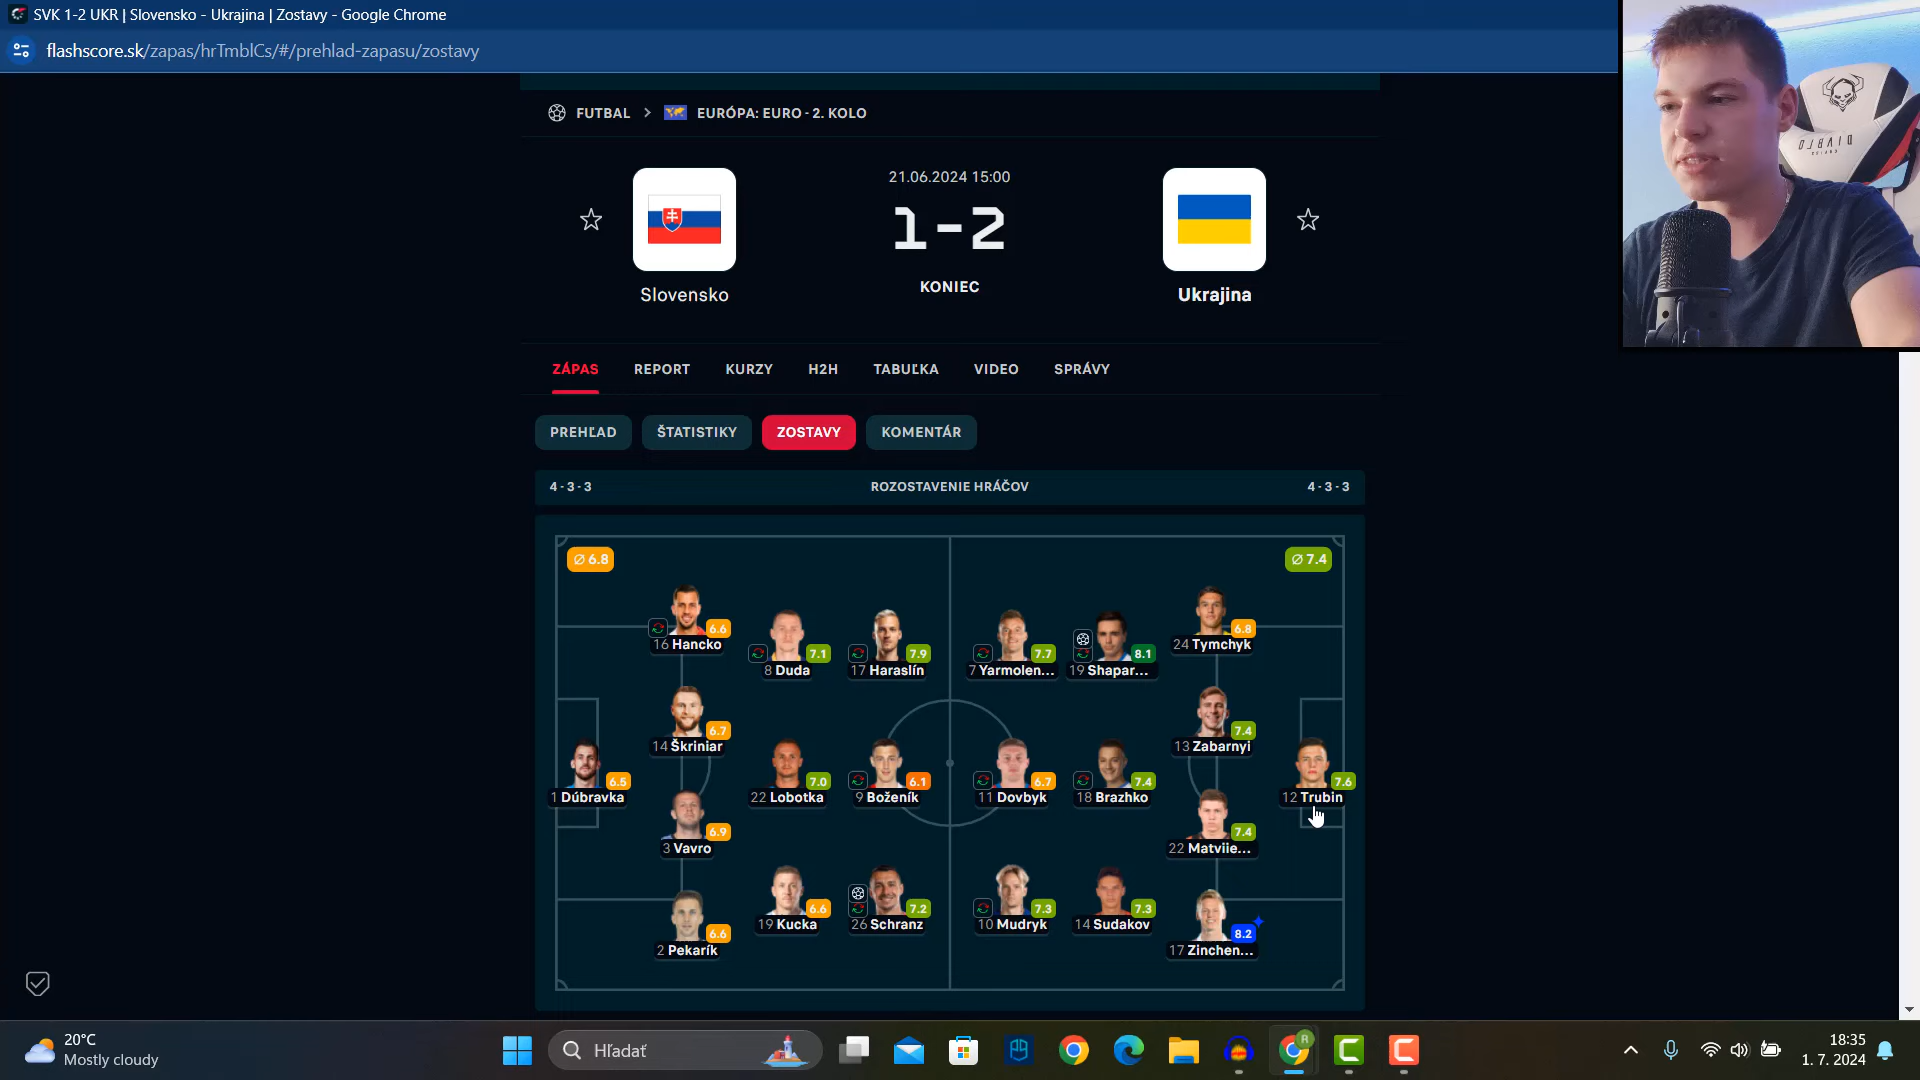 SVK 1-2 UKR | Slovensko - Ukrajina | Zostavy - Google Chrome
flashscore.sk/zapas/hrTmblCs/#/prehlad-zapasu/zostavy
FUTBAL > EURÓPA: EURO - 2. KOLO
21.06.2024 15:00
1-2
KONIEC
Slovensko
Ukrajina
ZÁPAS REPORT KURZY H2H TABUĽKA VIDEO SPRÁVY
PREHĽAD ŠTATISTIKY ZOSTAVY KOMENTÁR
4 - 3 - 3 ROZOSTAVENIE HRÁČOV 4 - 3 - 3
Ø 6.8
Ø 7.4
6.6
16 Hancko
7.1
8 Duda
7.9
17 Haraslín
7.7
7 Yarmolen...
8.1
19 Shapar...
6.8
24 Tymchyk
6.7
14 Škriniar
7.4
13 Zabarnyi
6.5
1 Dúbravka
7.0
22 Lobotka
6.1
9 Boženík
6.7
11 Dovbyk
7.4
18 Brazhko
7.6
12 Trubin
6.9
3 Vavro
7.4
22 Matviie...
6.6
19 Kucka
7.2
26 Schranz
7.3
10 Mudryk
7.3
14 Sudakov
6.6
2 Pekarík
8.2
17 Zinchen...
DIABLO
CHAIRS
20°C
Mostly cloudy
Hľadať
R
18:35
1. 7. 2024